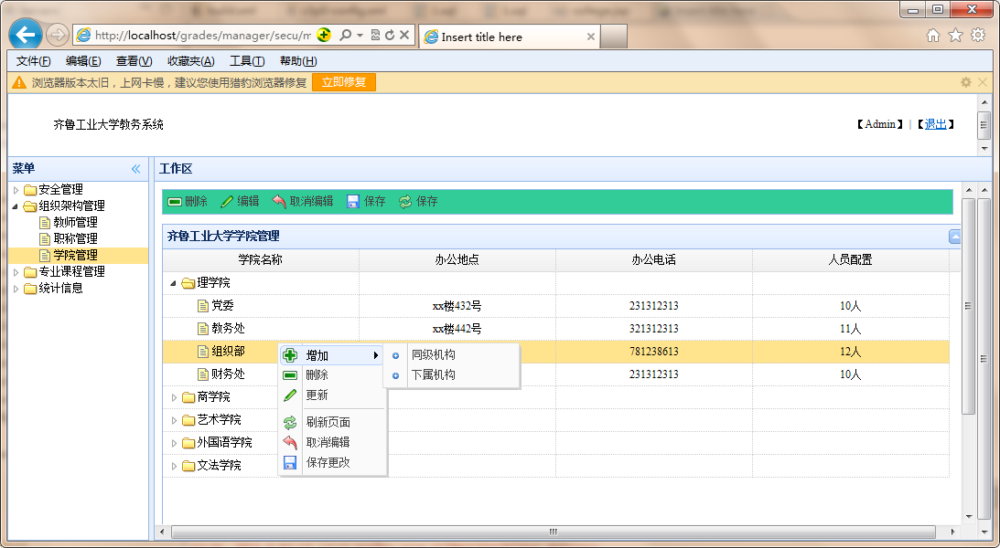 http://localhost/grades/manager/secu/m
Insert title here
文件(F) 编辑(E) 查看(V) 收藏夹(A) 工具(T) 帮助(H)
浏览器版本太旧，上网卡慢，建议您使用猎豹浏览器修复 立即修复
齐鲁工业大学教务系统 【Admin】 | 【退出】
菜单
安全管理
组织架构管理
教师管理
职称管理
学院管理
专业课程管理
统计信息
工作区
删除 编辑 取消编辑 保存 保存
齐鲁工业大学学院管理
学院名称 办公地点 办公电话 人员配置
理学院
党委 xx楼432号 231312313 10人
教务处 xx楼442号 321312313 11人
组织部 781238613 12人
财务处 231312313 10人
商学院
艺术学院
外国语学院
文法学院
增加
删除
更新
刷新页面
取消编辑
保存更改
同级机构
下属机构